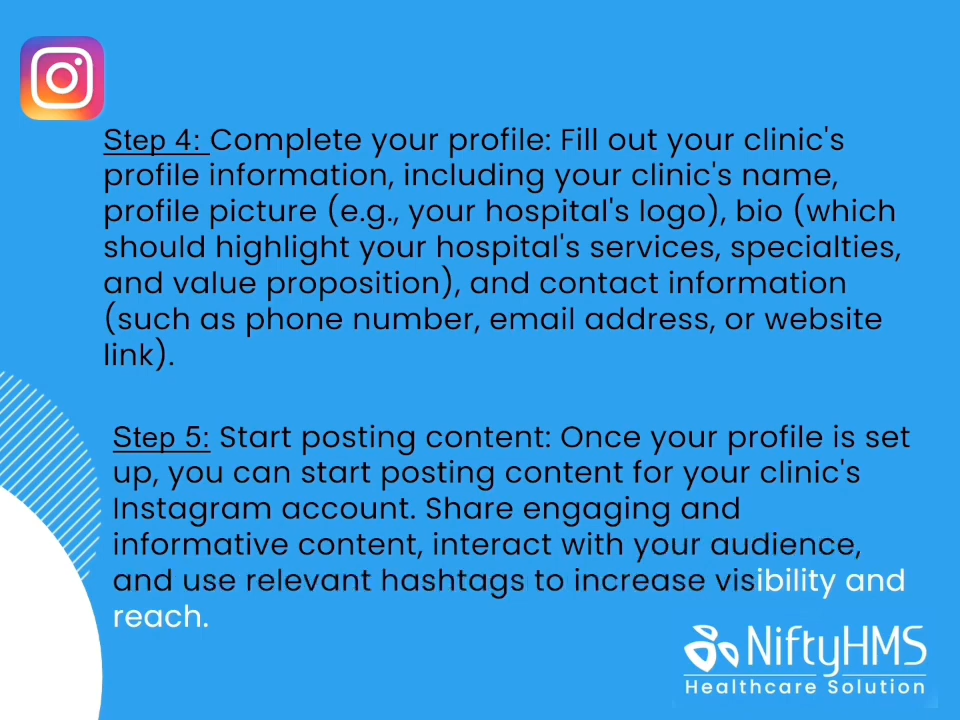 Step 4: Complete your profile: Fill out your clinic's
profile information, including your clinic's name,
profile picture (e.g., your hospital's logo), bio (which
should highlight your hospital's services, specialties,
and value proposition), and contact information
(such as phone number, email address, or website
link).
Step 5: Start posting content: Once your profile is set
up, you can start posting content for your clinic's
Instagram account. Share engaging and
informative content, interact with your audience,
and use relevant hashtags to increase visibility and
reach.
NiftyHMS
Healthcare Solution